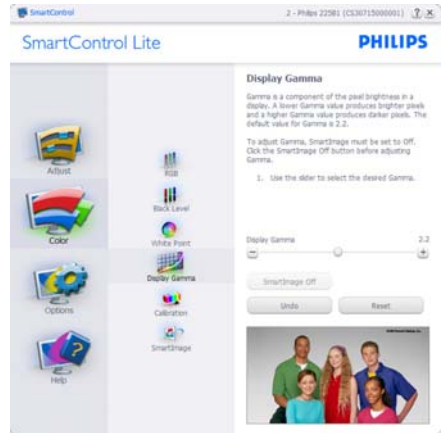 SmartControl
2 - Philips 225B1 (CS30715000001)
?
SmartControl Lite
PHILIPS
Adjust
Color
Options
Help
RGB
Black Level
White Point
Display Gamma
Calibration
SmartImage
Display Gamma
Gamma is a component of the pixel brightness in a
display. A lower Gamma value produces brighter pixels
and a higher Gamma value produces darker pixels. The
default value for Gamma is 2.2.
To adjust Gamma, SmartImage must be set to Off.
Click the SmartImage Off button before adjusting
Gamma.
1. Use the slider to select the desired Gamma.
Display Gamma
2.2
SmartImage Off
Undo
Reset